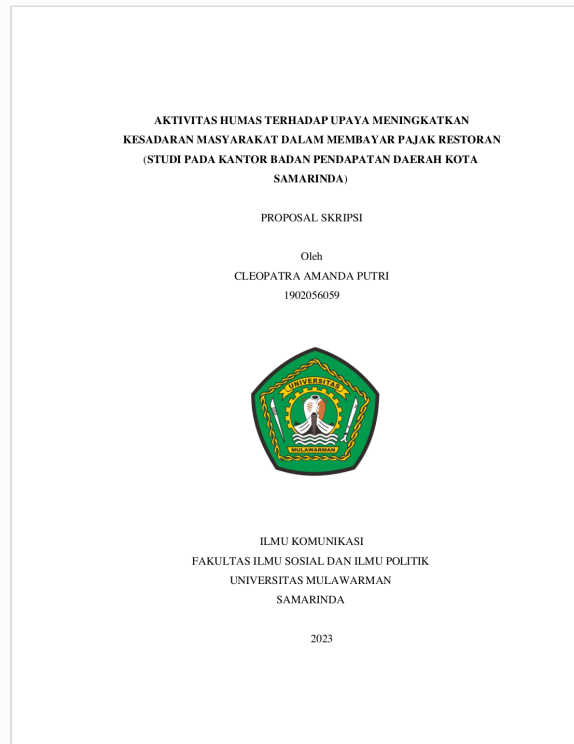 AKTIVITAS HUMAS TERHADAP UPAYA MENINGKATKAN
KESADARAN MASYARAKAT DALAM MEMBAYAR PAJAK RESTORAN
(STUDI PADA KANTOR BADAN PENDAPATAN DAERAH KOTA
SAMARINDA)
PROPOSAL SKRIPSI
Oleh
CLEOPATRA AMANDA PUTRI
1902056059
UNIVERSITAS
MULAWARMAN
ILMU KOMUNIKASI
FAKULTAS ILMU SOSIAL DAN ILMU POLITIK
UNIVERSITAS MULAWARMAN
SAMARINDA
2023